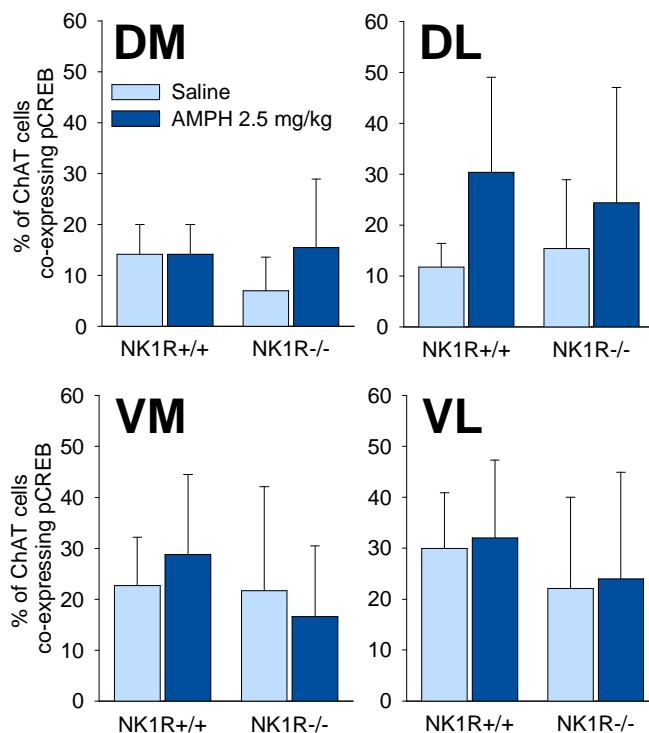 DM
60
50
40
30
20
10
0
% of ChAT cells
co-expressing pCREB
Saline
AMPH 2.5 mg/kg
NK1R+/+
NK1R-/-
DL
60
50
40
30
20
10
0
NK1R+/+
NK1R-/-
VM
60
50
40
30
20
10
0
% of ChAT cells
co-expressing pCREB
NK1R+/+
NK1R-/-
VL
60
50
40
30
20
10
0
NK1R+/+
NK1R-/-